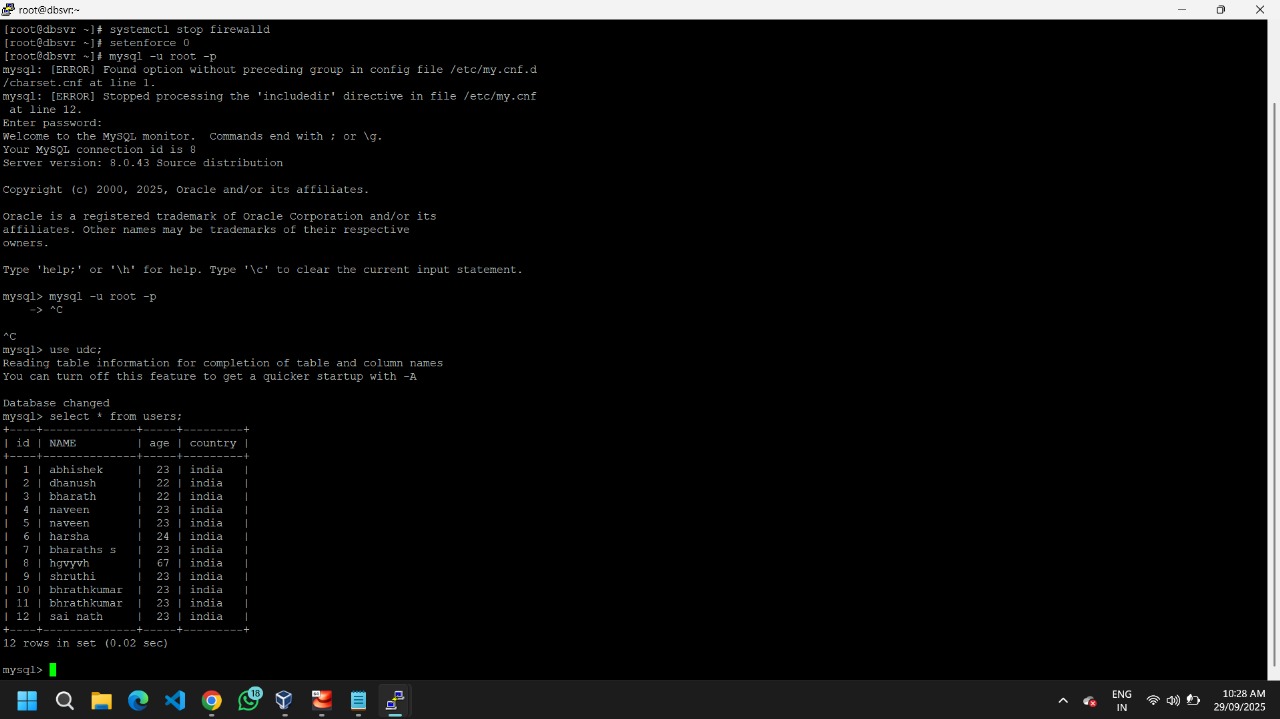 root@dbsvr:~
[root@dbsvr ~]# systemctl stop firewalld
[root@dbsvr ~]# setenforce 0
[root@dbsvr ~]# mysql -u root -p
mysql: [ERROR] Found option without preceding group in config file /etc/my.cnf.d
/charset.cnf at line 1.
mysql: [ERROR] Stopped processing the 'includedir' directive in file /etc/my.cnf
 at line 12.
Enter password:
Welcome to the MySQL monitor.  Commands end with ; or \g.
Your MySQL connection id is 8
Server version: 8.0.43 Source distribution
Copyright (c) 2000, 2025, Oracle and/or its affiliates.
Oracle is a registered trademark of Oracle Corporation and/or its
affiliates. Other names may be trademarks of their respective
owners.
Type 'help;' or '\h' for help. Type '\c' to clear the current input statement.
mysql> mysql -u root -p
    -> ^C
^C
mysql> use udc;
Reading table information for completion of table and column names
You can turn off this feature to get a quicker startup with -A
Database changed
mysql> select * from users;
+----+--------------+-----+---------+
| id | NAME         | age | country |
+----+--------------+-----+---------+
|  1 | abhishek     |  23 | india   |
|  2 | dhanush      |  22 | india   |
|  3 | bharath      |  22 | india   |
|  4 | naveen       |  23 | india   |
|  5 | naveen       |  23 | india   |
|  6 | harsha       |  24 | india   |
|  7 | bharaths s   |  23 | india   |
|  8 | hgvyvh       |  67 | india   |
|  9 | shruthi      |  23 | india   |
| 10 | bhrathkumar  |  23 | india   |
| 11 | bhrathkumar  |  23 | india   |
| 12 | sai nath     |  23 | india   |
+----+--------------+-----+---------+
12 rows in set (0.02 sec)
mysql>
18
ENG
IN
10:28 AM
29/09/2025